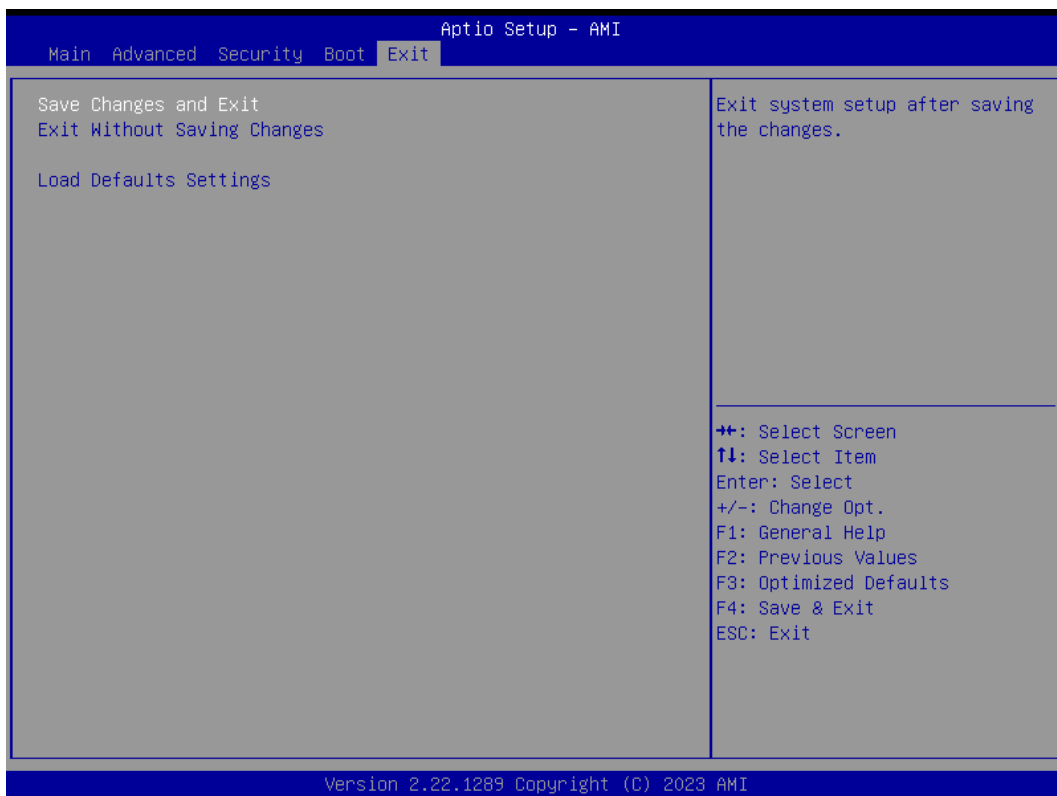 Aptio Setup – AMI
Main Advanced Security Boot Exit
Save Changes and Exit
Exit Without Saving Changes
Load Defaults Settings
Exit system setup after saving
the changes.
→←: Select Screen
↑↓: Select Item
Enter: Select
+/-: Change Opt.
F1: General Help
F2: Previous Values
F3: Optimized Defaults
F4: Save & Exit
ESC: Exit
Version 2.22.1289 Copyright (C) 2023 AMI